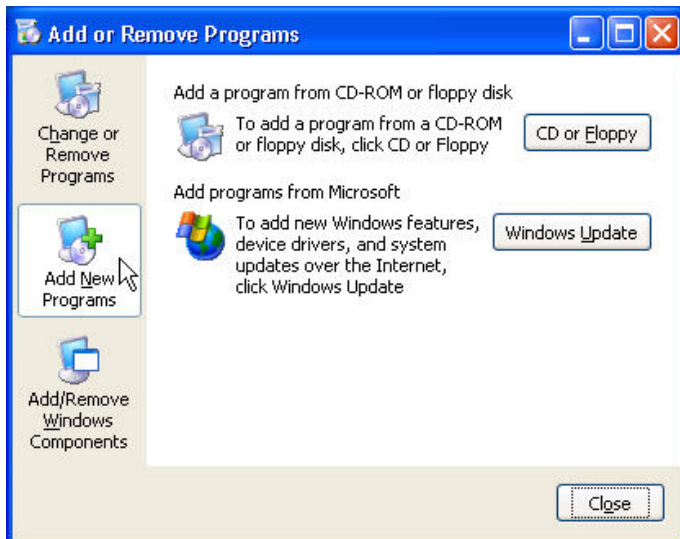 Add or Remove Programs
Change or
Remove
Programs
Add New
Programs
Add/Remove
Windows
Components
Add a program from CD-ROM or floppy disk
To add a program from a CD-ROM
or floppy disk, click CD or Floppy
CD or Floppy
Add programs from Microsoft
To add new Windows features,
device drivers, and system
updates over the Internet,
click Windows Update
Windows Update
Close